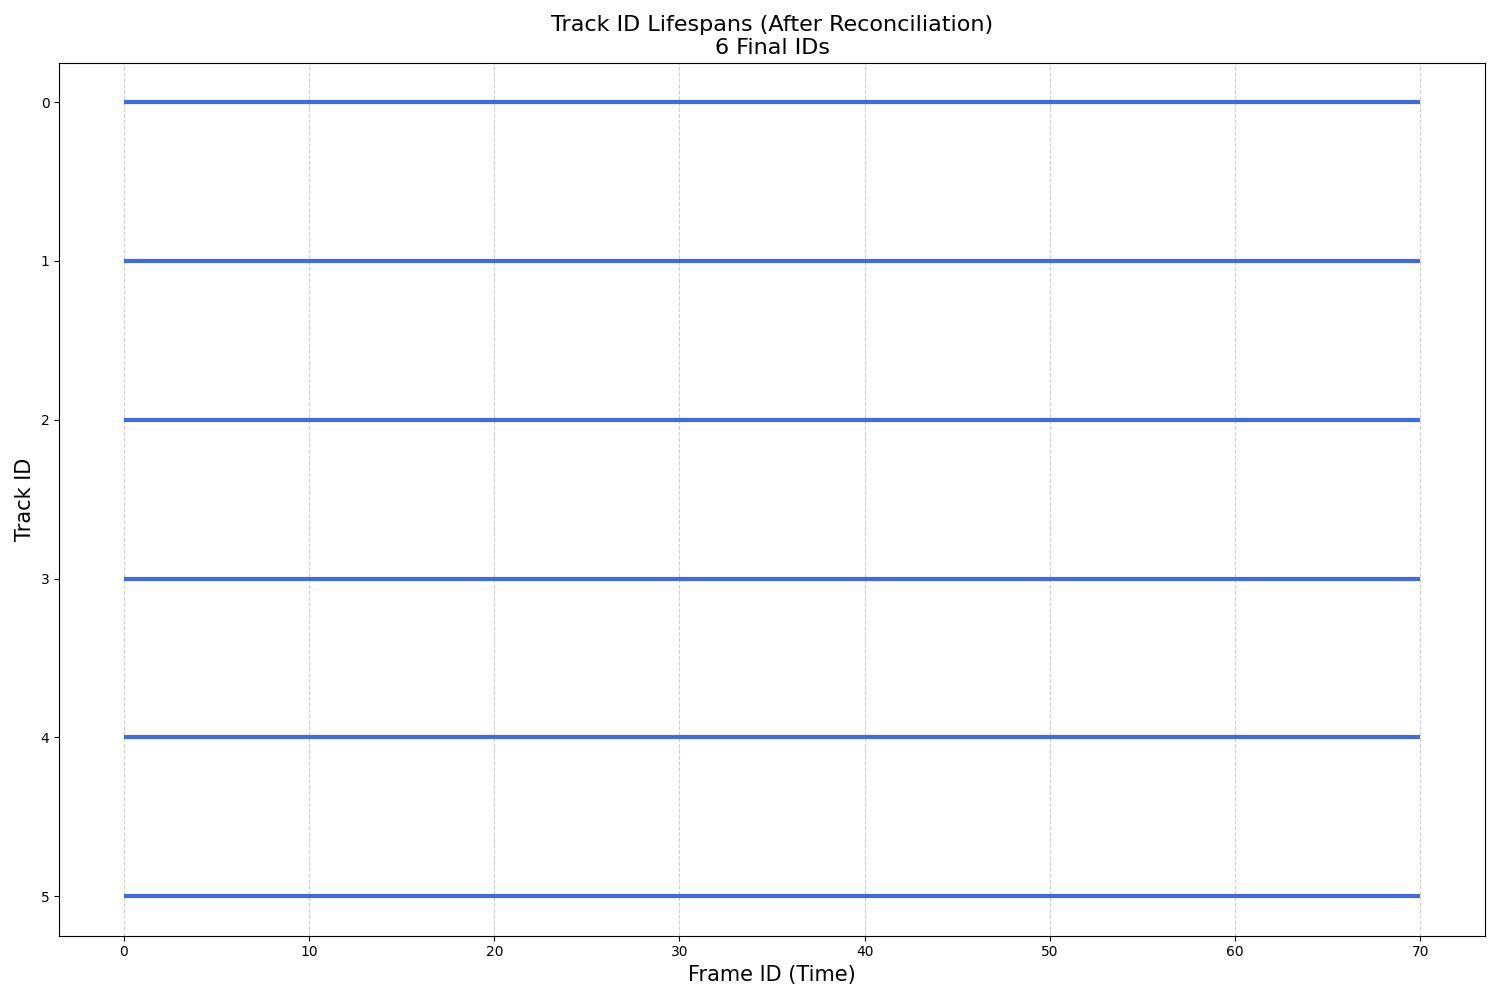 Track ID Lifespans (After Reconciliation)
6 Final IDs
Track ID
0
1
2
3
4
5
0 10 20 30 40 50 60 70
Frame ID (Time)